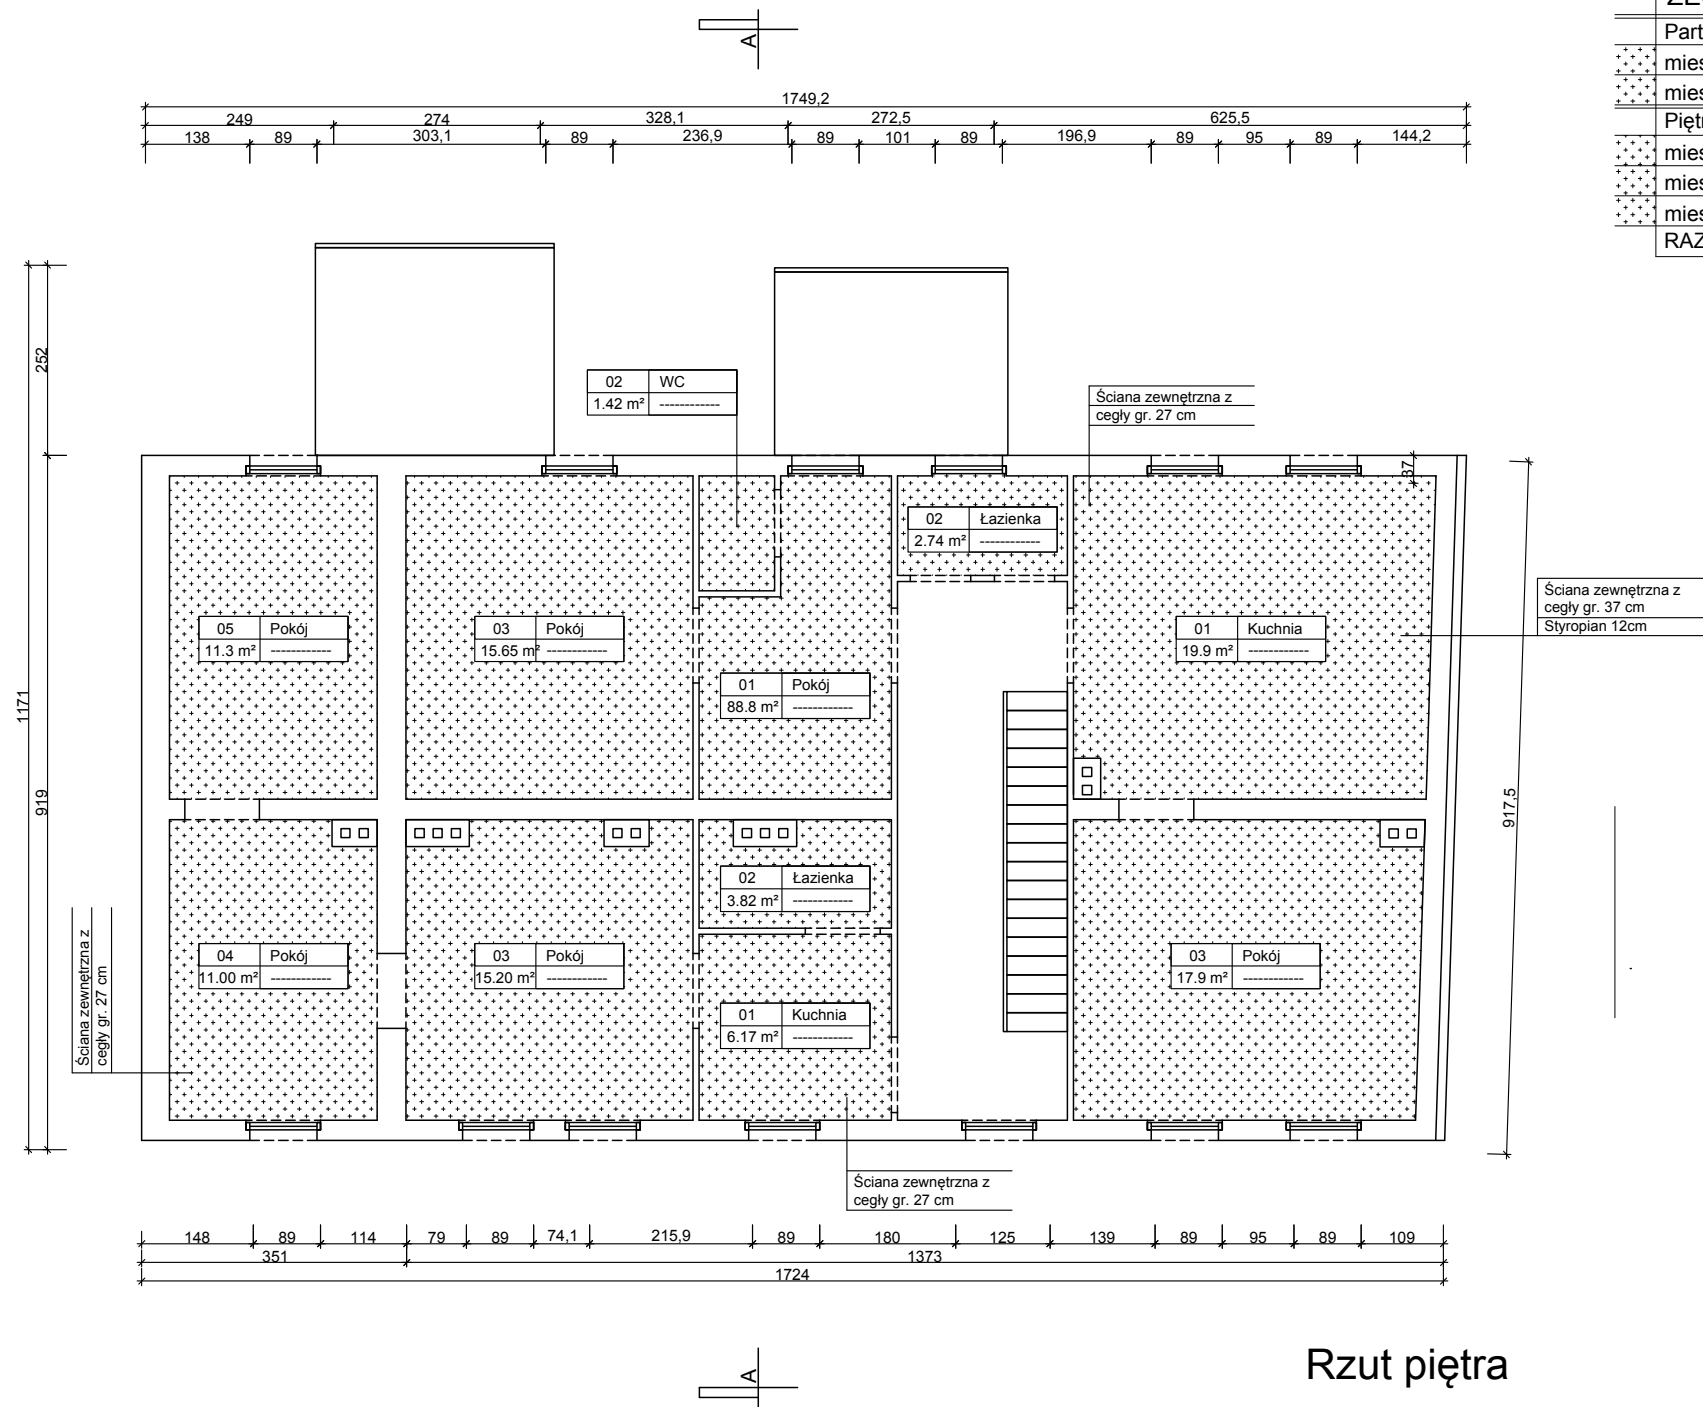 A
Part
mies
mies
Piętr
mies
mies
mies
RAZ
1749,2
249 274 328,1 272,5 625,5
138 89 303,1 89 236,9 89 101 89 196,9 89 95 89 144,2
252
1171
919
02 WC
1.42 m² ------------
Ściana zewnętrzna z
cegły gr. 27 cm
37
02 Łazienka
2.74 m² ------------
Ściana zewnętrzna z
cegły gr. 37 cm
Styropian 12cm
05 Pokój
11.3 m² ------------
03 Pokój
15.65 m² ------------
01 Kuchnia
19.9 m² ------------
01 Pokój
88.8 m² ------------
917,5
02 Łazienka
3.82 m² ------------
Ściana zewnętrzna z
cegły gr. 27 cm
04 Pokój
11.00 m² ------------
03 Pokój
15.20 m² ------------
03 Pokój
17.9 m² ------------
01 Kuchnia
6.17 m² ------------
Ściana zewnętrzna z
cegły gr. 27 cm
148 89 114 79 89 74,1 215,9 89 180 125 139 89 95 89 109
351 1373
1724
Rzut piętra
A